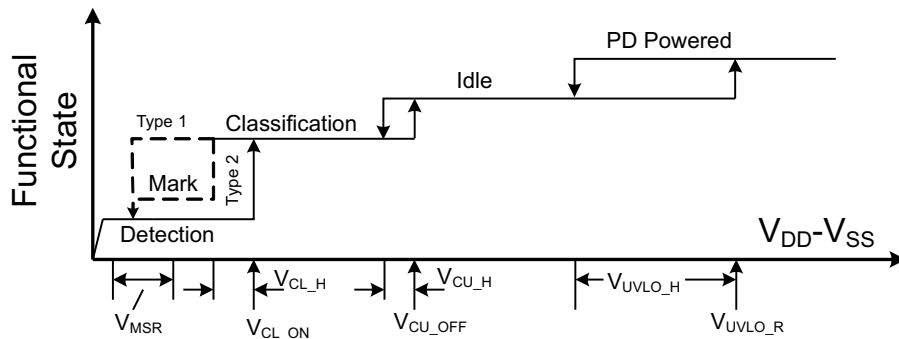 PD Powered
Functional
State
Idle
Type 1
Classification
Mark
Type 2
Detection
VDD-VSS
VCL_H
VCU_H
VUVLO_H
VMSR
VCL_ON
VCU_OFF
VUVLO_R